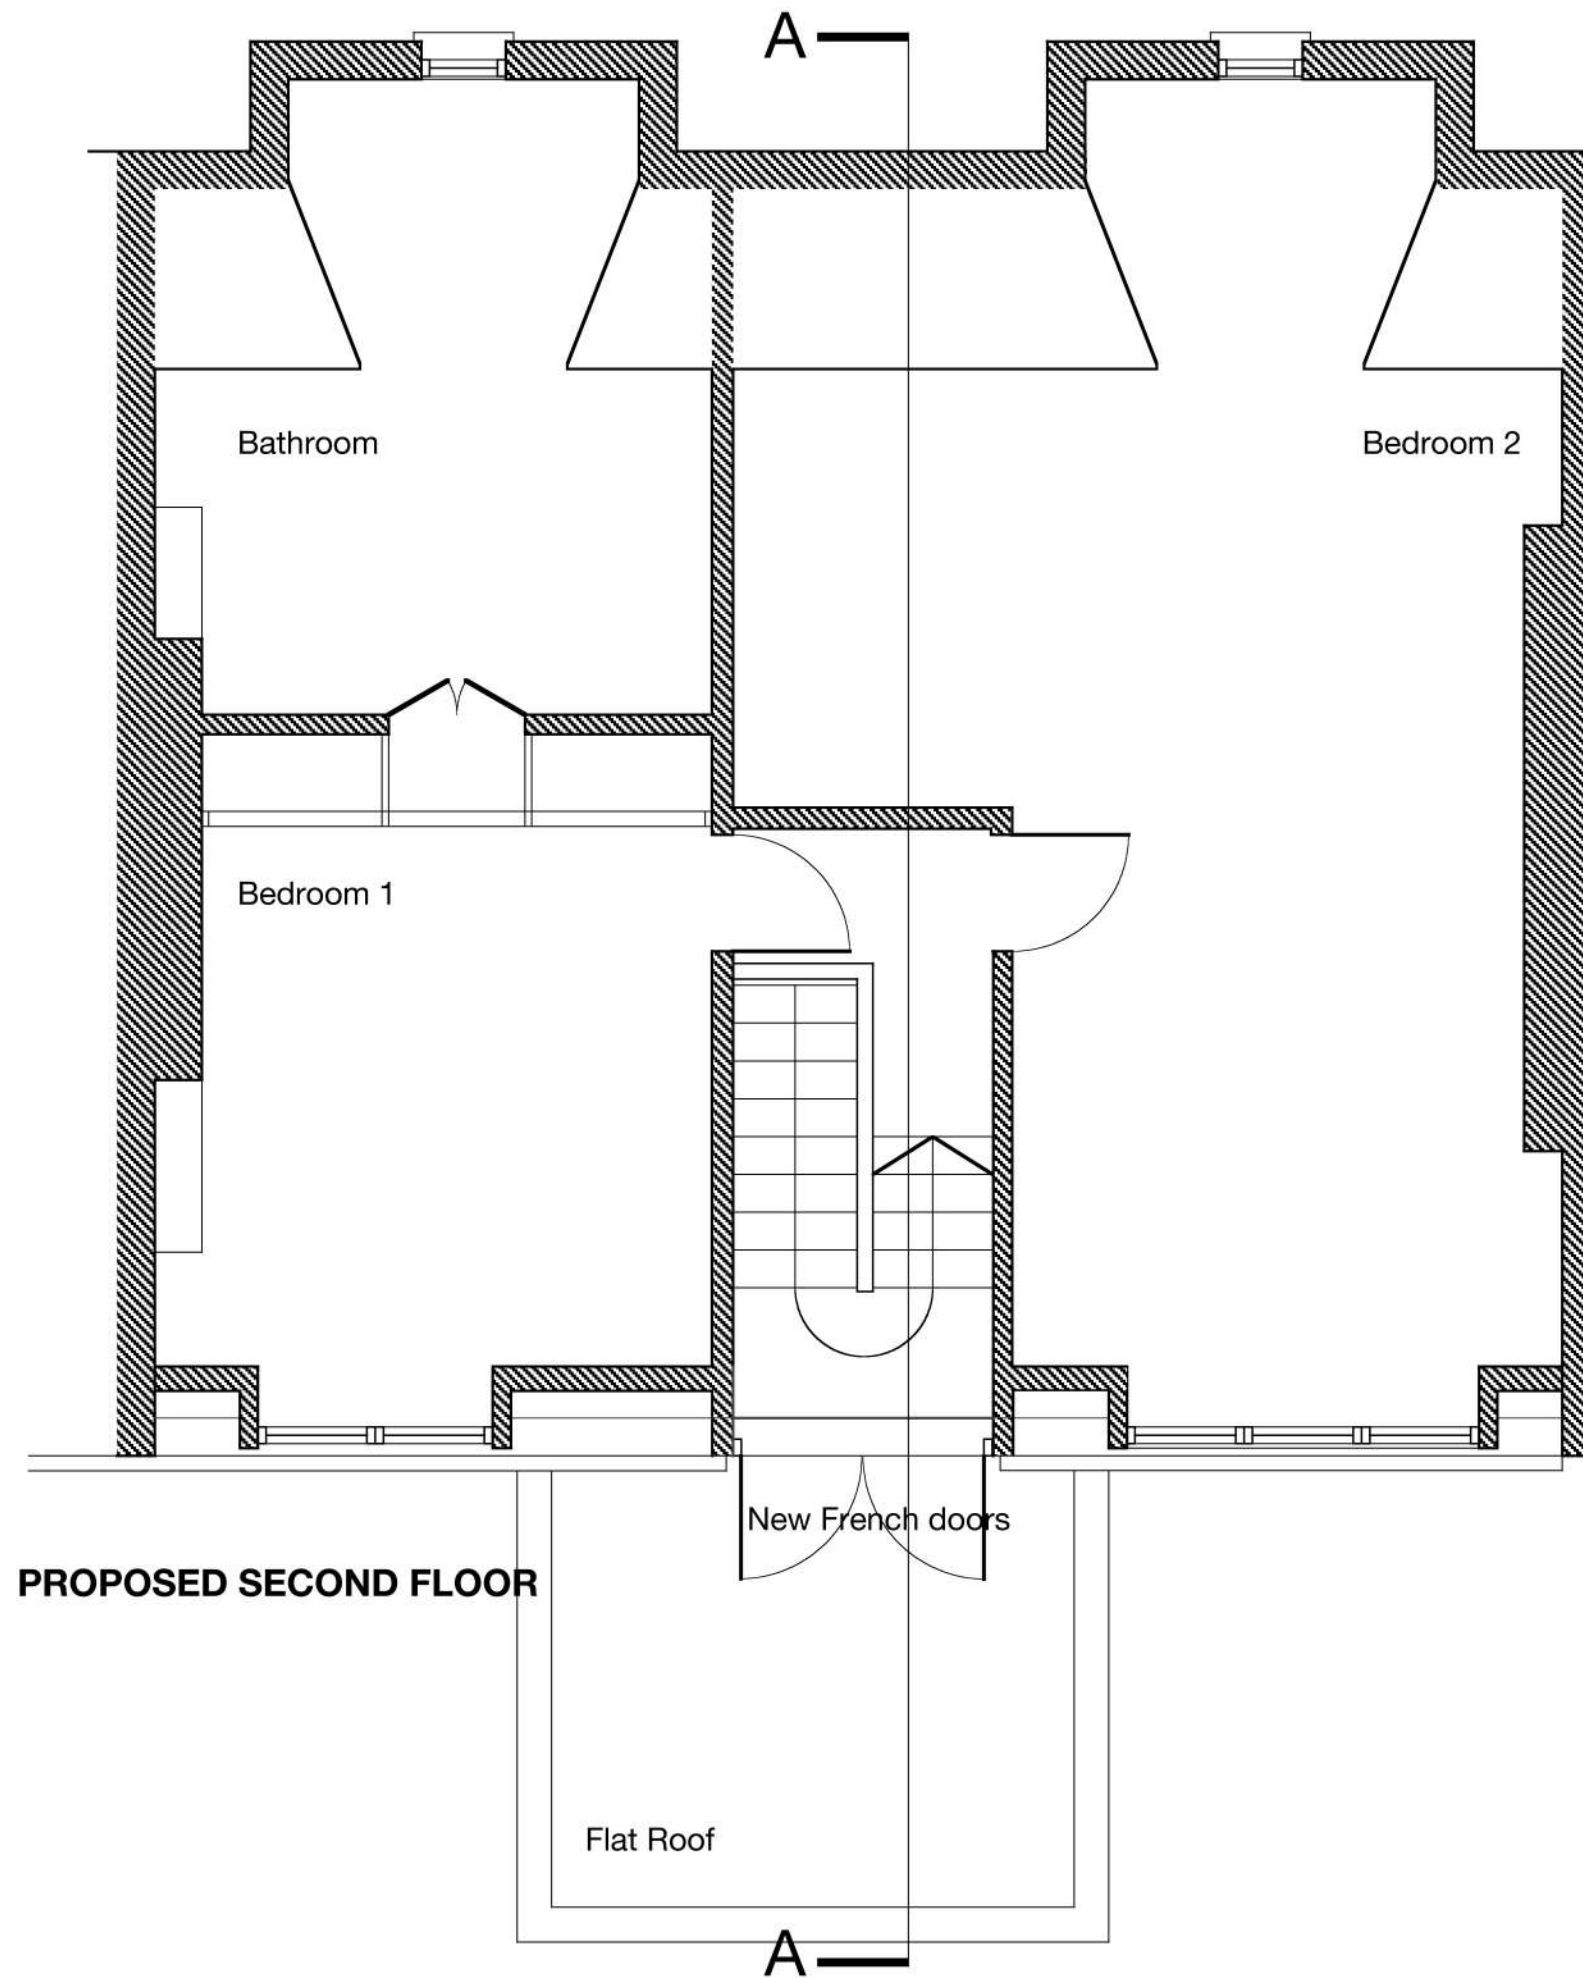 A
Bathroom
Bedroom 2
Bedroom 1
New French doors
PROPOSED SECOND FLOOR
Flat Roof
A